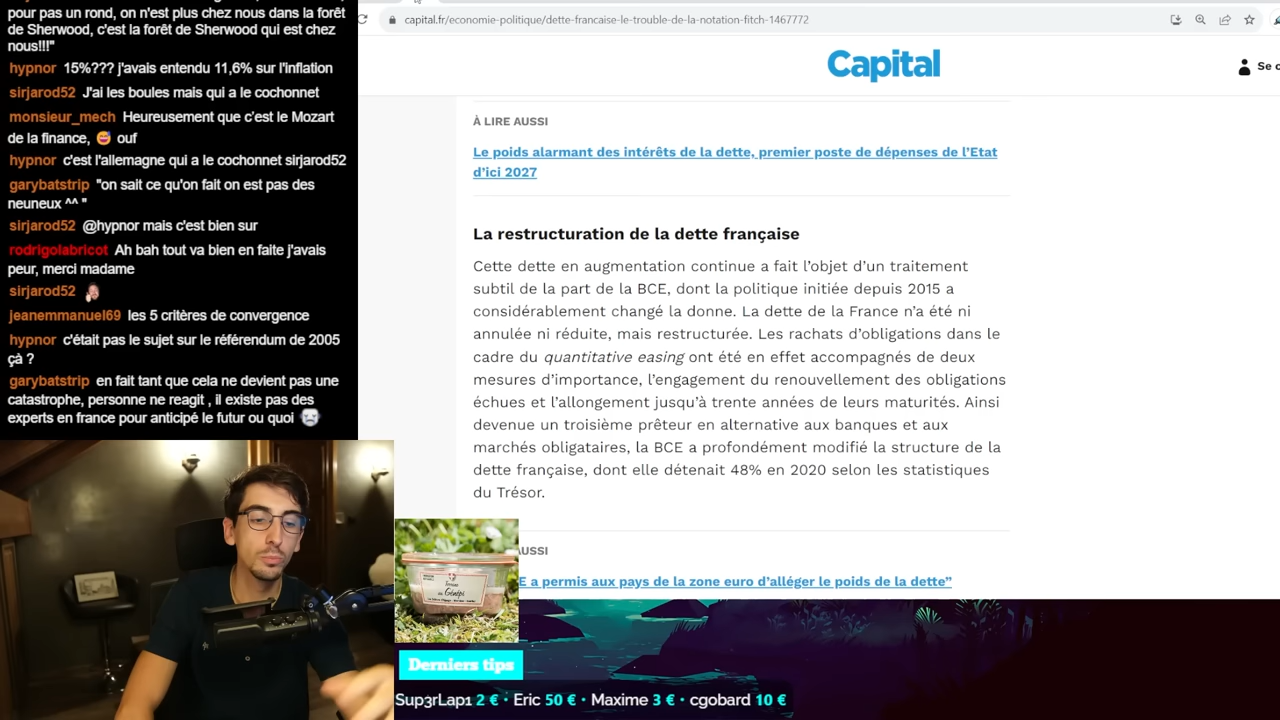 pour pas un rond, on n'est plus chez nous dans la forêt
de Sherwood, c'est la forêt de Sherwood qui est chez
nous!!!"
hypnor 15%??? j'avais entendu 11,6% sur l'inflation
sirjarod52 J'ai les boules mais qui a le cochonnet
monsieur_mech Heureusement que c'est le Mozart
de la finance, 😅 ouf
hypnor c'est l'allemagne qui a le cochonnet sirjarod52
garybatstrip "on sait ce qu'on fait on est pas des
neuneux ^^ "
sirjarod52 @hypnor mais c'est bien sur
rodrigolabricot Ah bah tout va bien en faite j'avais
peur, merci madame
sirjarod52
jeanemmanuel69 les 5 critères de convergence
hypnor c'était pas le sujet sur le référendum de 2005
çà ?
garybatstrip en fait tant que cela ne devient pas une
catastrophe, personne ne reagit , il existe pas des
experts en france pour anticipé le futur ou quoi
capital.fr/economie-politique/dette-francaise-le-trouble-de-la-notation-fitch-1467772
Capital
Se c
À LIRE AUSSI
Le poids alarmant des intérêts de la dette, premier poste de dépenses de l'Etat
d'ici 2027
La restructuration de la dette française
Cette dette en augmentation continue a fait l'objet d'un traitement
subtil de la part de la BCE, dont la politique initiée depuis 2015 a
considérablement changé la donne. La dette de la France n'a été ni
annulée ni réduite, mais restructurée. Les rachats d'obligations dans le
cadre du quantitative easing ont été en effet accompagnés de deux
mesures d'importance, l'engagement du renouvellement des obligations
échues et l'allongement jusqu'à trente années de leurs maturités. Ainsi
devenue un troisième prêteur en alternative aux banques et aux
marchés obligataires, la BCE a profondément modifié la structure de la
dette française, dont elle détenait 48% en 2020 selon les statistiques
du Trésor.
AUSSI
E a permis aux pays de la zone euro d'alléger le poids de la dette”
Terrine
au Génépi
Derniers tips
Sup3rLap1 2 € • Eric 50 € • Maxime 3 € • cgobard 10 €